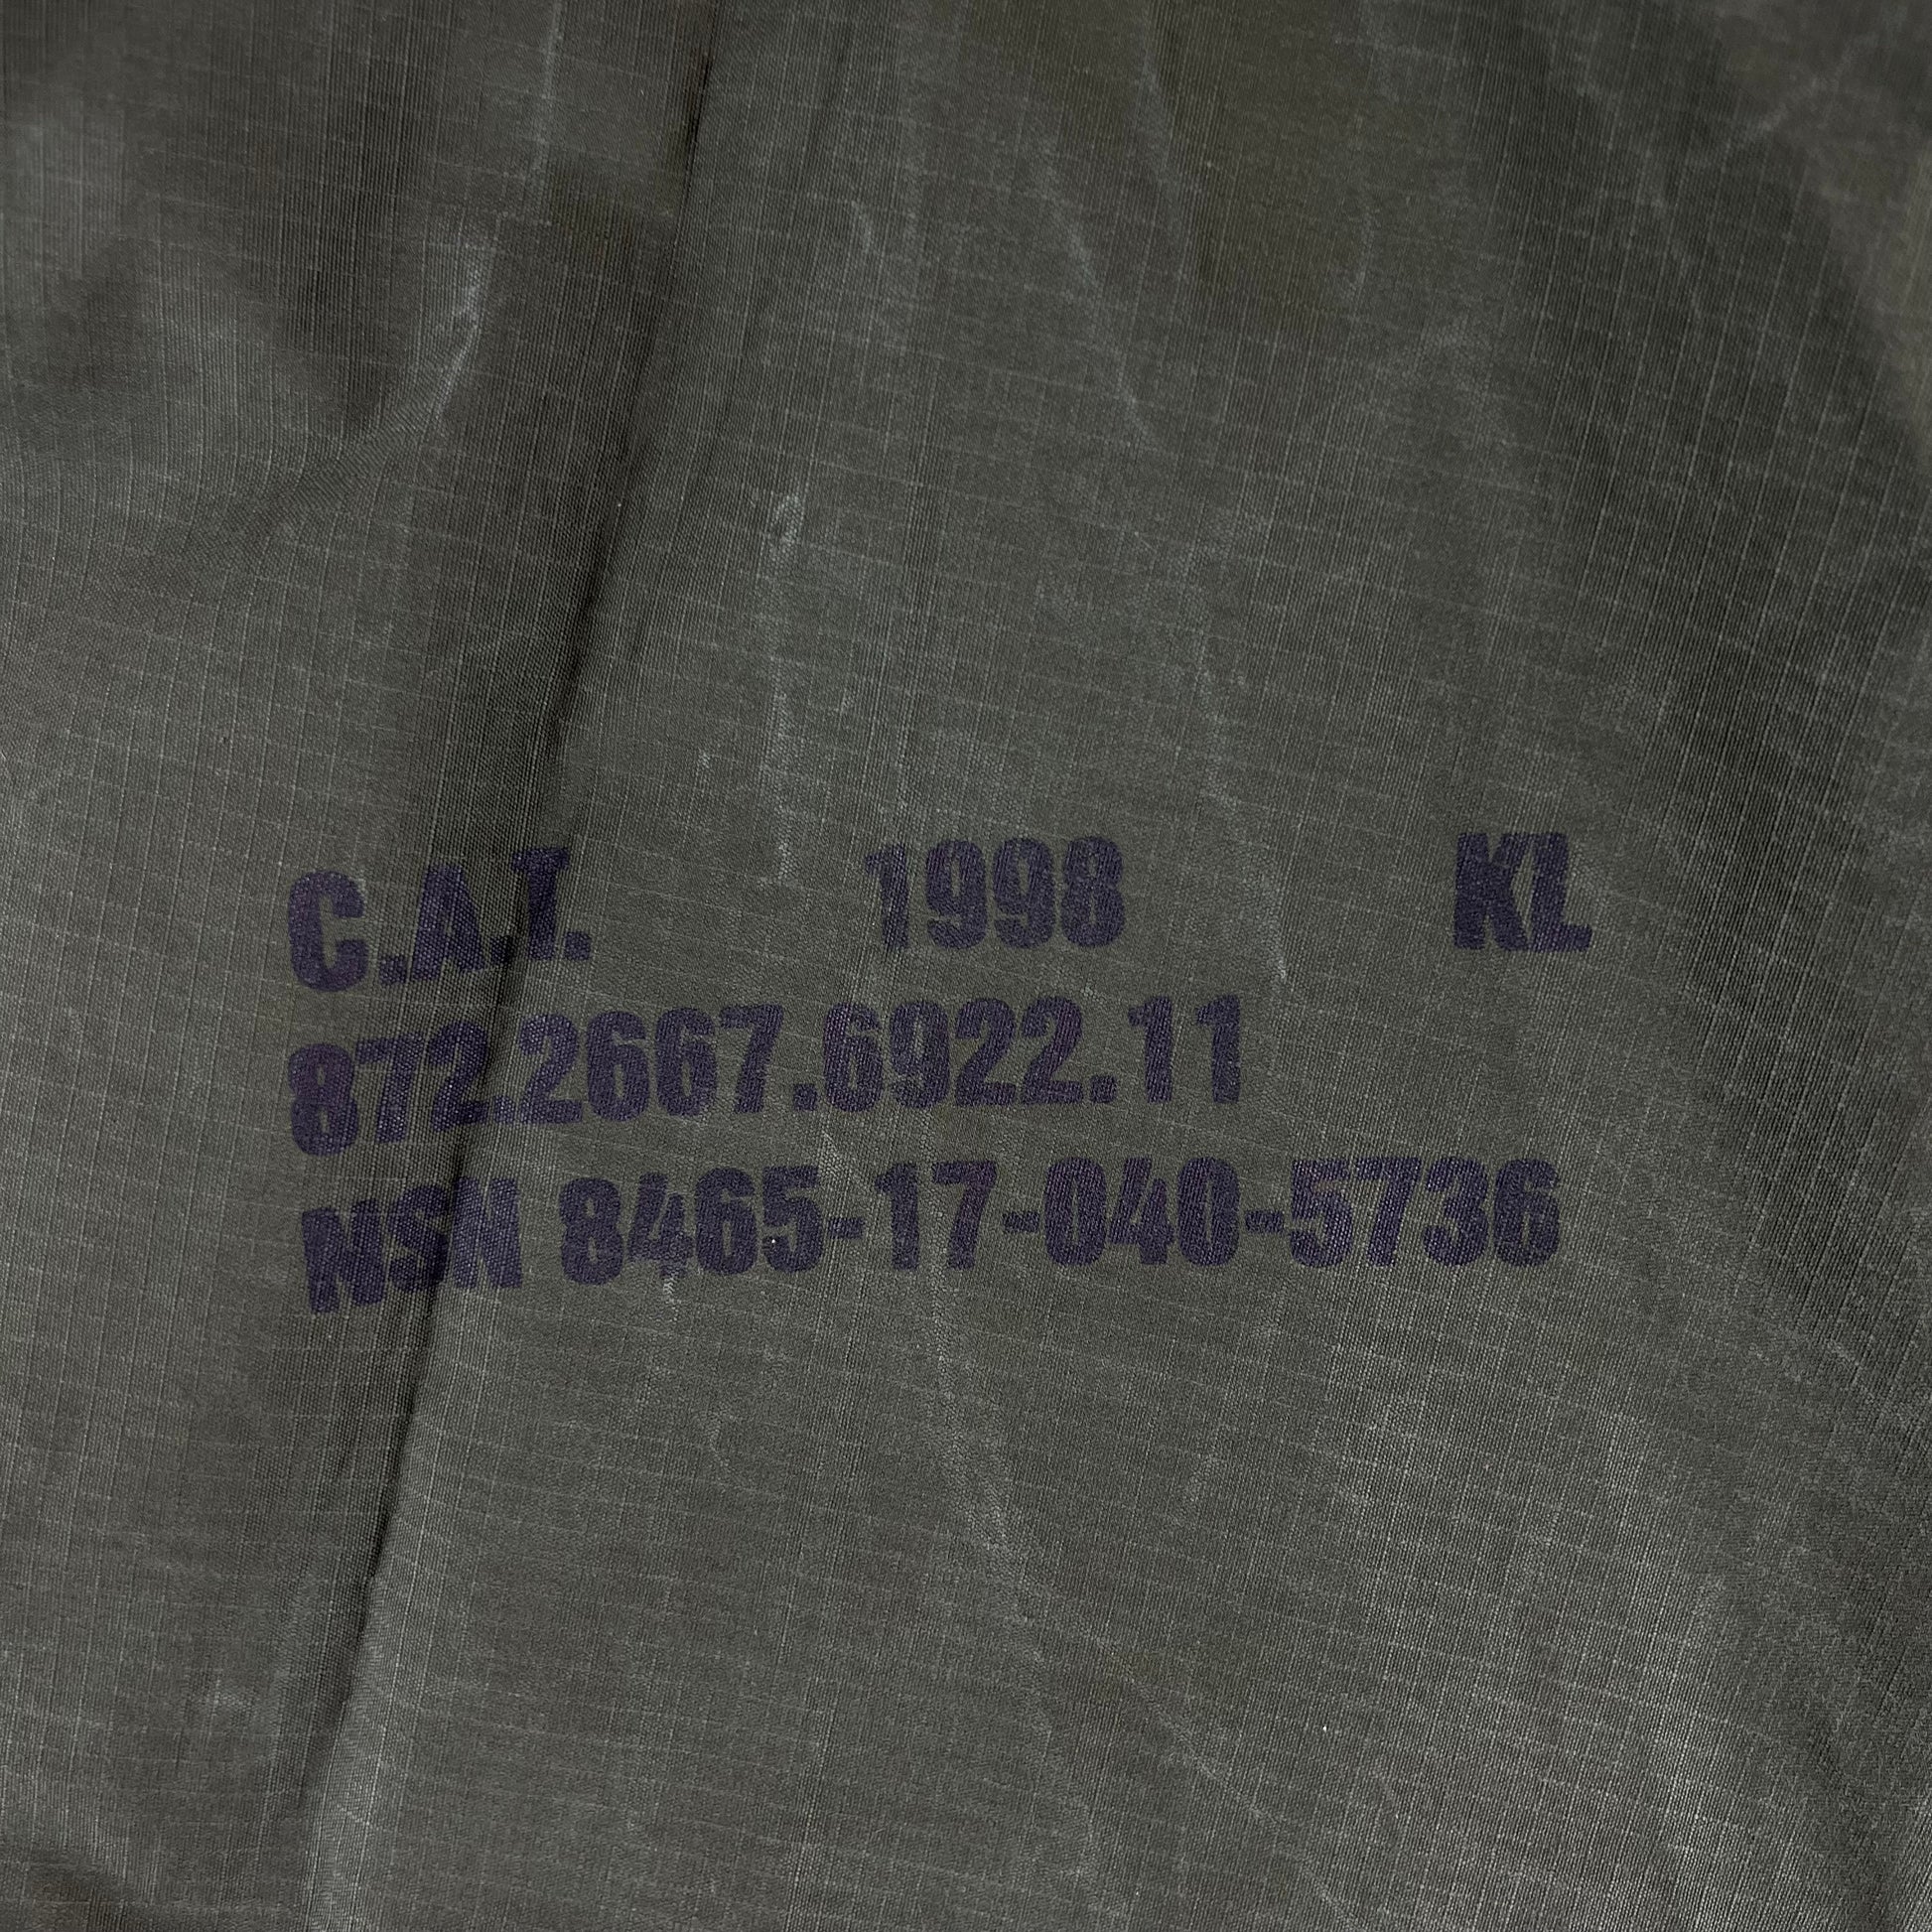 C.A.T. 1998 KL
872.2667.6922.11
NSN 8465-17-040-5736